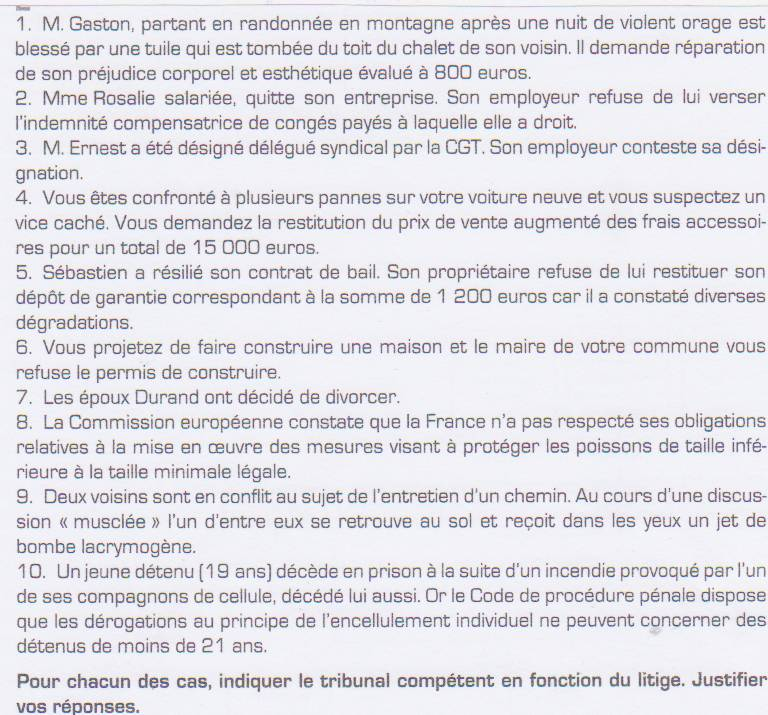 1. M. Gaston, partant en randonnée en montagne après une nuit de violent orage est
blessé par une tuile qui est tombée du toit du chalet de son voisin. Il demande réparation
de son préjudice corporel et esthétique évalué à 800 euros.
2. Mme Rosalie salariée, quitte son entreprise. Son employeur refuse de lui verser
l'indemnité compensatrice de congés payés à laquelle elle a droit.
3. M. Ernest a été désigné délégué syndical par la CGT. Son employeur conteste sa dési-
gnation.
4. Vous êtes confronté à plusieurs pannes sur votre voiture neuve et vous suspectez un
vice caché. Vous demandez la restitution du prix de vente augmenté des frais accessoi-
res pour un total de 15 000 euros.
5. Sébastien a résilié son contrat de bail. Son propriétaire refuse de lui restituer son
dépôt de garantie correspondant à la somme de 1 200 euros car il a constaté diverses
dégradations.
6. Vous projetez de faire construire une maison et le maire de votre commune vous
refuse le permis de construire.
7. Les époux Durand ont décidé de divorcer.
8. La Commission européenne constate que la France n'a pas respecté ses obligations
relatives à la mise en œuvre des mesures visant à protéger les poissons de taille infé-
rieure à la taille minimale légale.
9. Deux voisins sont en conflit au sujet de l'entretien d'un chemin. Au cours d'une discus-
sion « musclée » l'un d'entre eux se retrouve au sol et reçoit dans les yeux un jet de
bombe lacrymogène.
10. Un jeune détenu (19 ans) décède en prison à la suite d'un incendie provoqué par l'un
de ses compagnons de cellule, décédé lui aussi. Or le Code de procédure pénale dispose
que les dérogations au principe de l'encellulement individuel ne peuvent concerner des
détenus de moins de 21 ans.
Pour chacun des cas, indiquer le tribunal compétent en fonction du litige. Justifier
vos réponses.